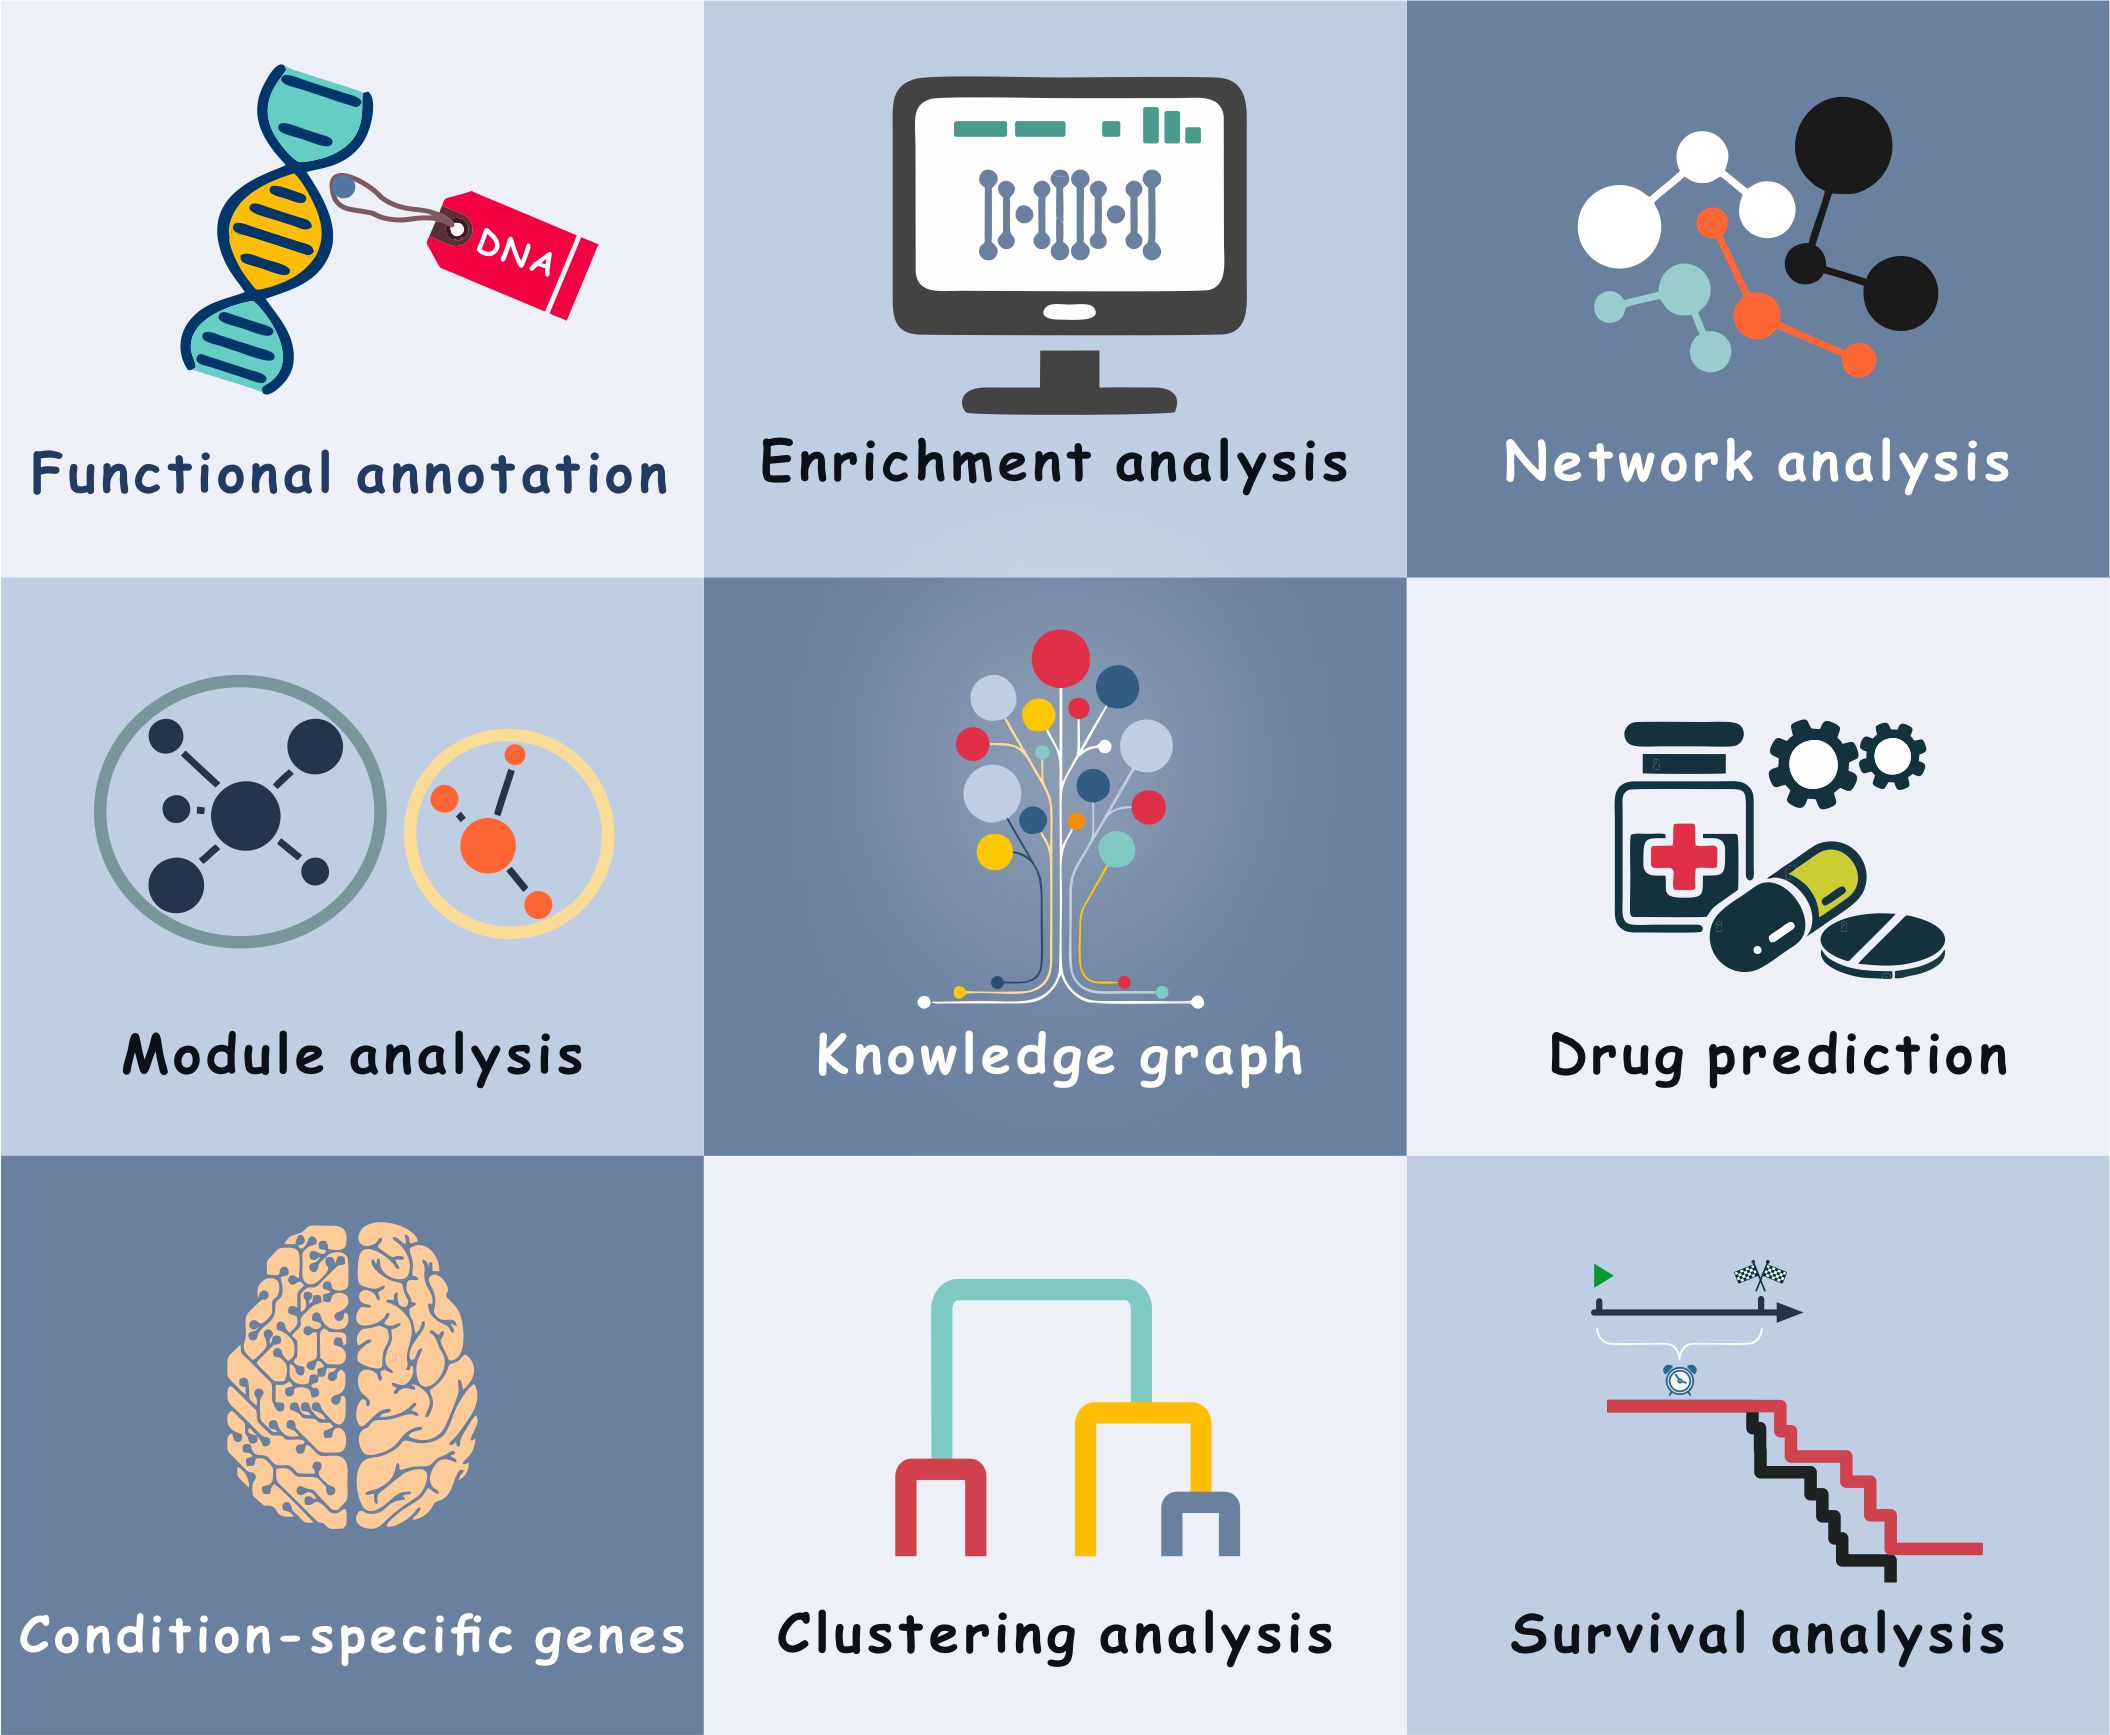 DNA
Functional annotation
Enrichment analysis
Network analysis
Module analysis
Knowledge graph
Drug prediction
Condition-specific genes
Clustering analysis
Survival analysis